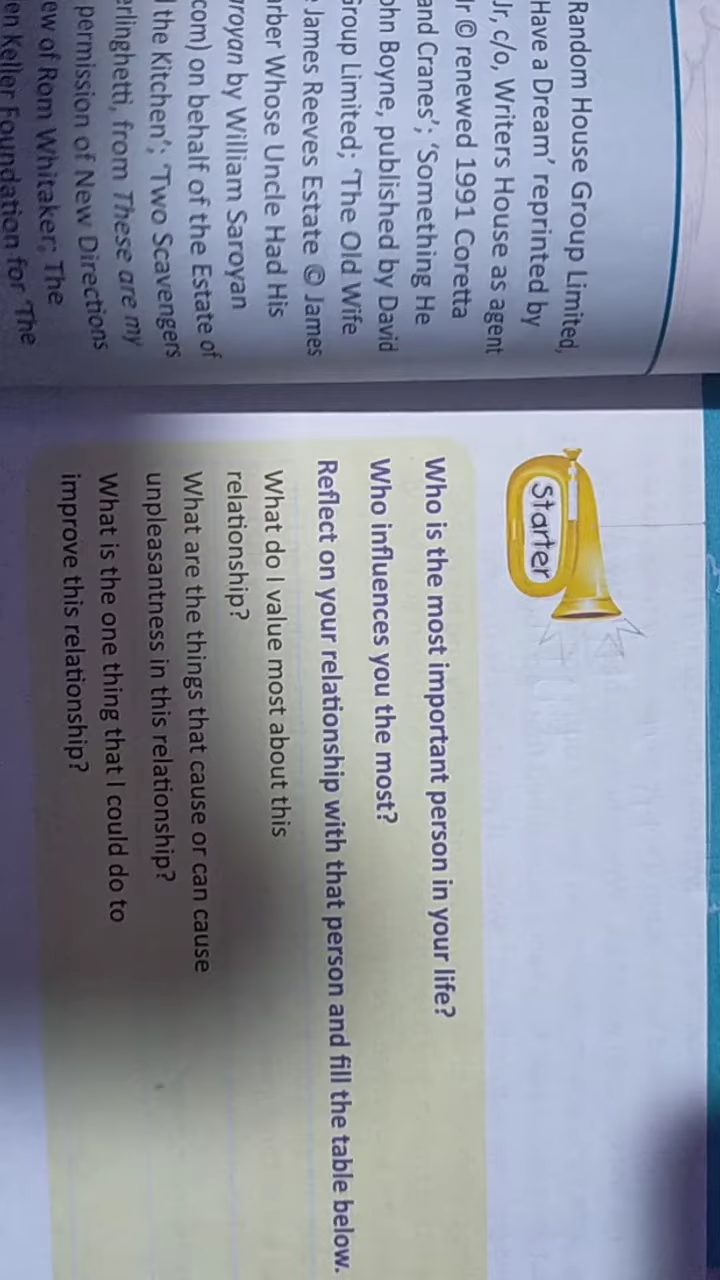 Random House Group Limited,
Have a Dream’ reprinted by
Jr, c/o, Writers House as agent
Jr © renewed 1991 Coretta
and Cranes’; ‘Something He
ohn Boyne, published by David
Group Limited; ‘The Old Wife
James Reeves Estate © James
arber Whose Uncle Had His
royan by William Saroyan
com) on behalf of the Estate of
the Kitchen’; ‘Two Scavengers
erlinghetti, from These are my
permission of New Directions
ew of Rom Whitaker; The
en Keller Foundation for ‘The
Starter
Who is the most important person in your life?
Who influences you the most?
Reflect on your relationship with that person and fill the table below.
What do I value most about this
relationship?
What are the things that cause or can cause
unpleasantness in this relationship?
What is the one thing that I could do to
improve this relationship?